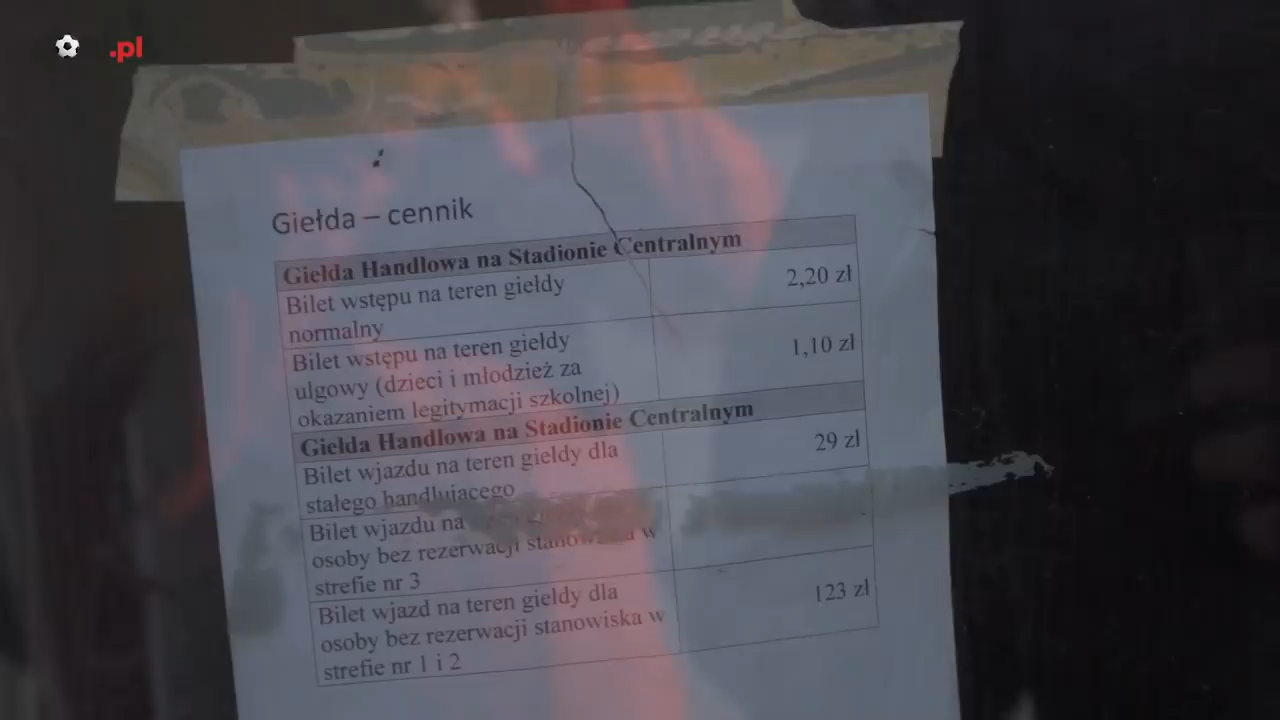 .pl
Giełda – cennik
Giełda Handlowa na Stadionie Centralnym
Bilet wstępu na teren giełdy
normalny
2,20 zł
Bilet wstępu na teren giełdy
ulgowy (dzieci i młodzież za
okazaniem legitymacji szkolnej)
1,10 zł
Giełda Handlowa na Stadionie Centralnym
Bilet wjazdu na teren giełdy dla
stałego handlującego
29 zł
Bilet wjazdu na
osoby bez rezerwacji stanowiska w
strefie nr 3
Bilet wjazd na teren giełdy dla
osoby bez rezerwacji stanowiska w
strefie nr 1 i 2
123 zł